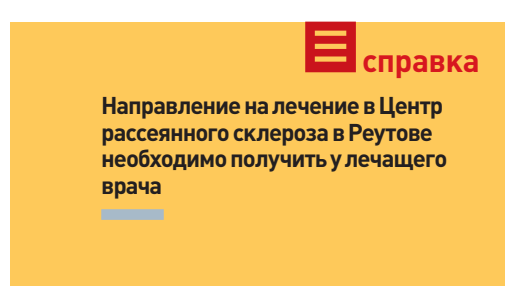 справка
Направление на лечение в Центр
рассеянного склероза в Реутове
необходимо получить у лечащего
врача